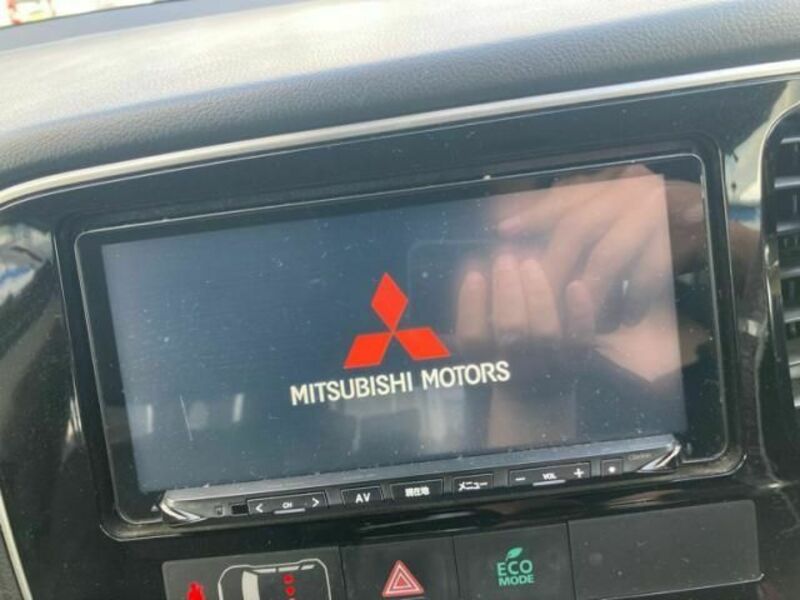 MITSUBISHI MOTORS
CH
AV
現在地
メニュー
VOL
ECO
MODE